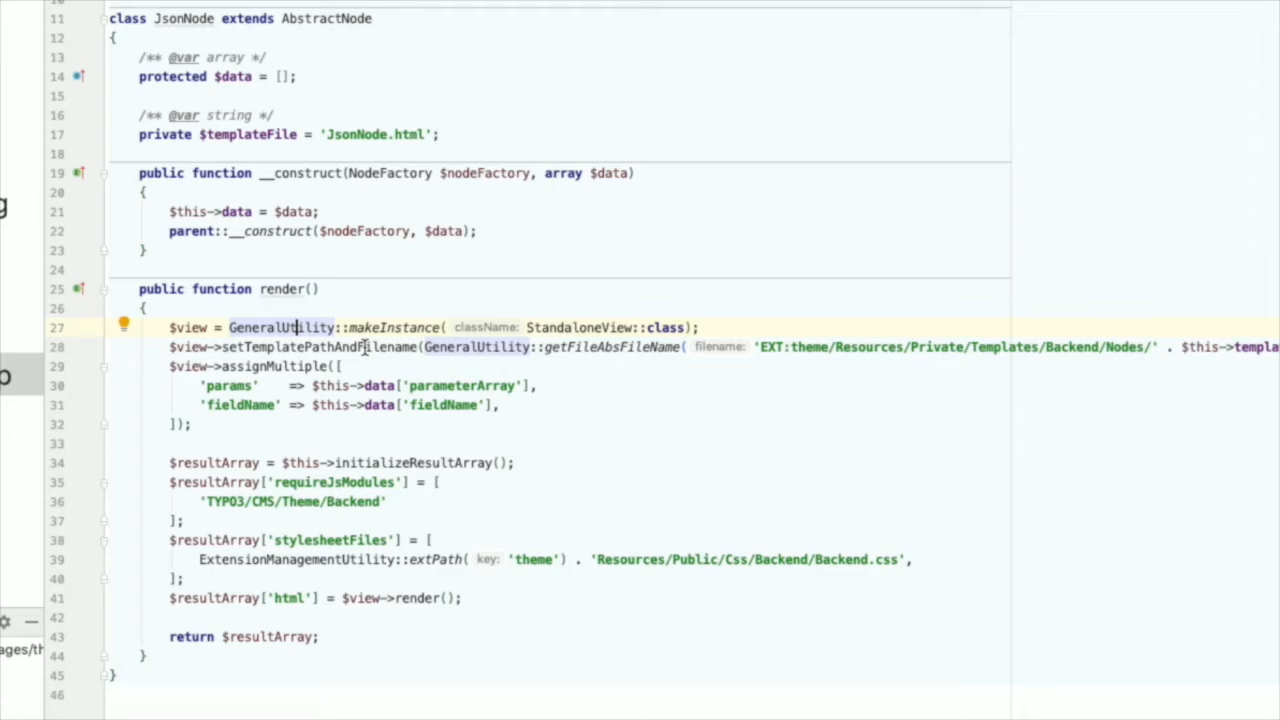 11 class JsonNode extends AbstractNode
12 {
13 /** @var array */
14 protected $data = [];
15
16 /** @var string */
17 private $templateFile = 'JsonNode.html';
18
19 public function __construct(NodeFactory $nodeFactory, array $data)
20 {
21 $this->data = $data;
22 parent::__construct($nodeFactory, $data);
23 }
24
25 public function render()
26 {
27 $view = GeneralUtility::makeInstance( className: StandaloneView::class);
28 $view->setTemplatePathAndFilename(GeneralUtility::getFileAbsFileName( filename: 'EXT:theme/Resources/Private/Templates/Backend/Nodes/' . $this->templa
29 $view->assignMultiple([
30 'params' => $this->data['parameterArray'],
31 'fieldName' => $this->data['fieldName'],
32 ]);
33
34 $resultArray = $this->initializeResultArray();
35 $resultArray['requireJsModules'] = [
36 'TYPO3/CMS/Theme/Backend'
37 ];
38 $resultArray['stylesheetFiles'] = [
39 ExtensionManagementUtility::extPath( key: 'theme') . 'Resources/Public/Css/Backend/Backend.css',
40 ];
41 $resultArray['html'] = $view->render();
42
43 return $resultArray;
44 }
45 }
46
g
p
ages/th